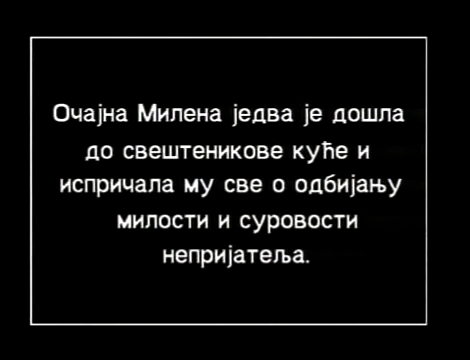 Очајна Милена једва је дошла
до свештеникове куће и
испричала му све о одбијању
милости и суровости
непријатеља.